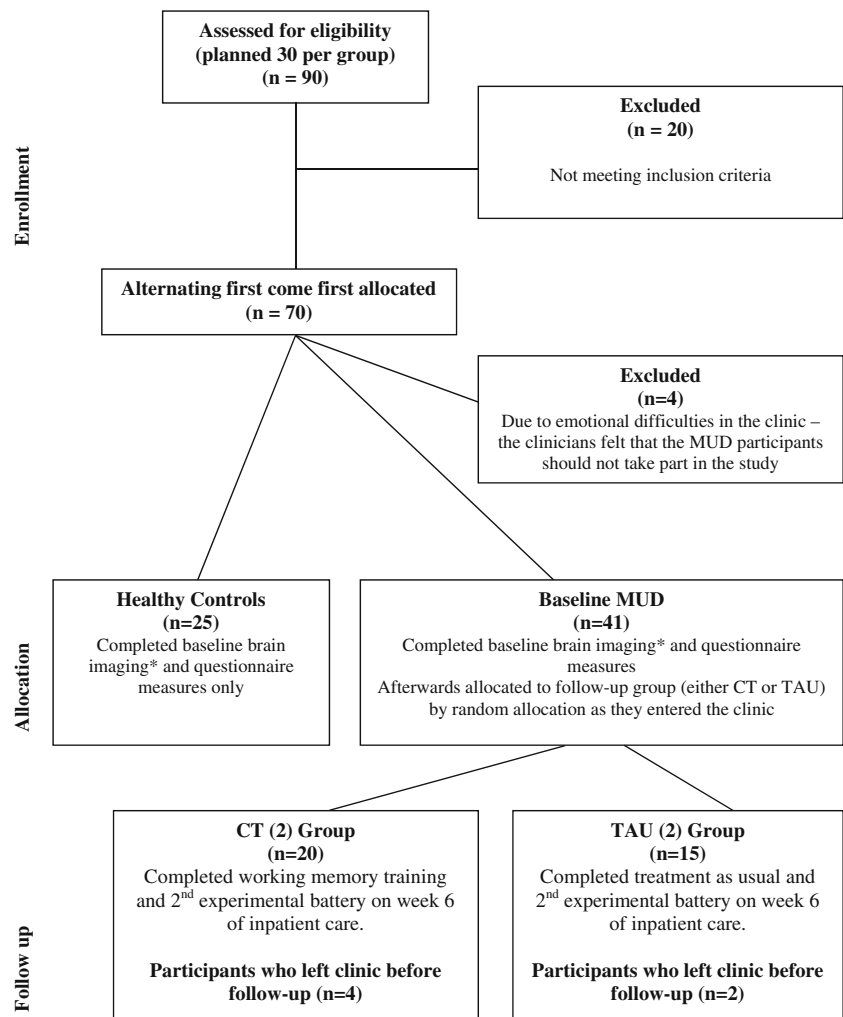 Assessed for eligibility
(planned 30 per group)
(n = 90)
Excluded
(n = 20)
Not meeting inclusion criteria
Enrollment
Alternating first come first allocated
(n = 70)
Excluded
(n=4)
Due to emotional difficulties in the clinic –
the clinicians felt that the MUD participants
should not take part in the study
Healthy Controls
(n=25)
Completed baseline brain
imaging* and questionnaire
measures only
Baseline MUD
(n=41)
Completed baseline brain imaging* and questionnaire
measures
Afterwards allocated to follow-up group (either CT or TAU)
by random allocation as they entered the clinic
Allocation
CT (2) Group
(n=20)
Completed working memory training
and 2nd experimental battery on week 6
of inpatient care.
Participants who left clinic before
follow-up (n=4)
TAU (2) Group
(n=15)
Completed treatment as usual and
2nd experimental battery on week 6
of inpatient care.
Participants who left clinic before
follow-up (n=2)
Follow up